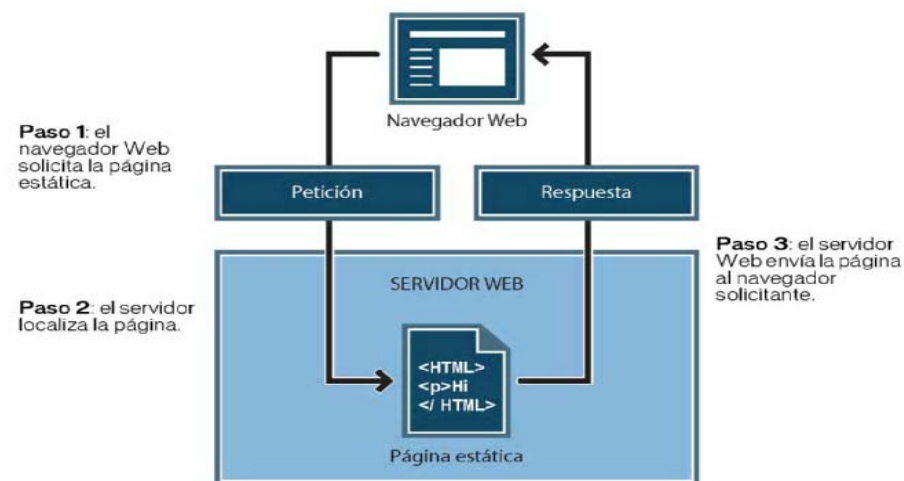 Navegador Web
Paso 1: el
navegador Web
solicita la página
estática.
Petición
Respuesta
Paso 2: el servidor
localiza la página.
SERVIDOR WEB
<HTML>
<p>Hi
</ HTML>
Página estática
Paso 3: el servidor
Web envía la página
al navegador
solicitante.